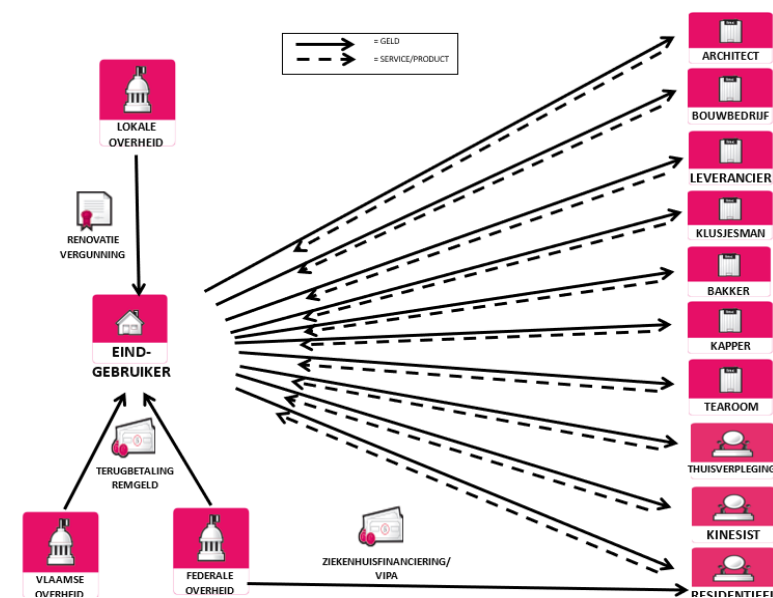 = GELD
= SERVICE/PRODUCT
LOKALE
OVERHEID
RENOVATIE
VERGUNNING
EIND-
GEBRUIKER
TERUGBETALING
REMGELD
VLAAMSE
OVERHEID
FEDERALE
OVERHEID
ZIEKENHUISFINANCIERING/
VIPA
ARCHITECT
BOUWBEDRIJF
LEVERANCIER
KLUSJESMAN
BAKKER
KAPPER
TEAROOM
THUISVERPLEGING
KINESIST
RESIDENTIEEL